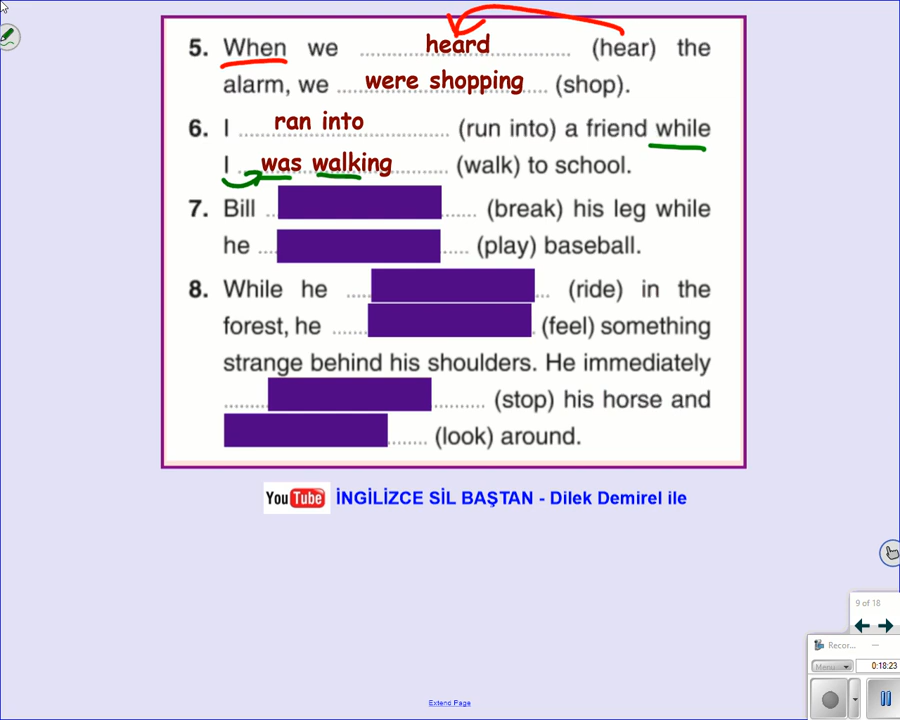 5. When we ........ heard ........ (hear) the
alarm, we .... were shopping .... (shop).
6. I .... ran into ............ (run into) a friend while
I .. was walking ........ (walk) to school.
7. Bill .. ...... (break) his leg while
he .... .... (play) baseball.
8. While he .... .. (ride) in the
forest, he ...... (feel) something
strange behind his shoulders. He immediately
........ ......... (stop) his horse and
....... (look) around.
YouTube İNGİLİZCE SİL BAŞTAN - Dilek Demirel ile
9 of 18
Recor...
Menu
0:18:23
Extend Page